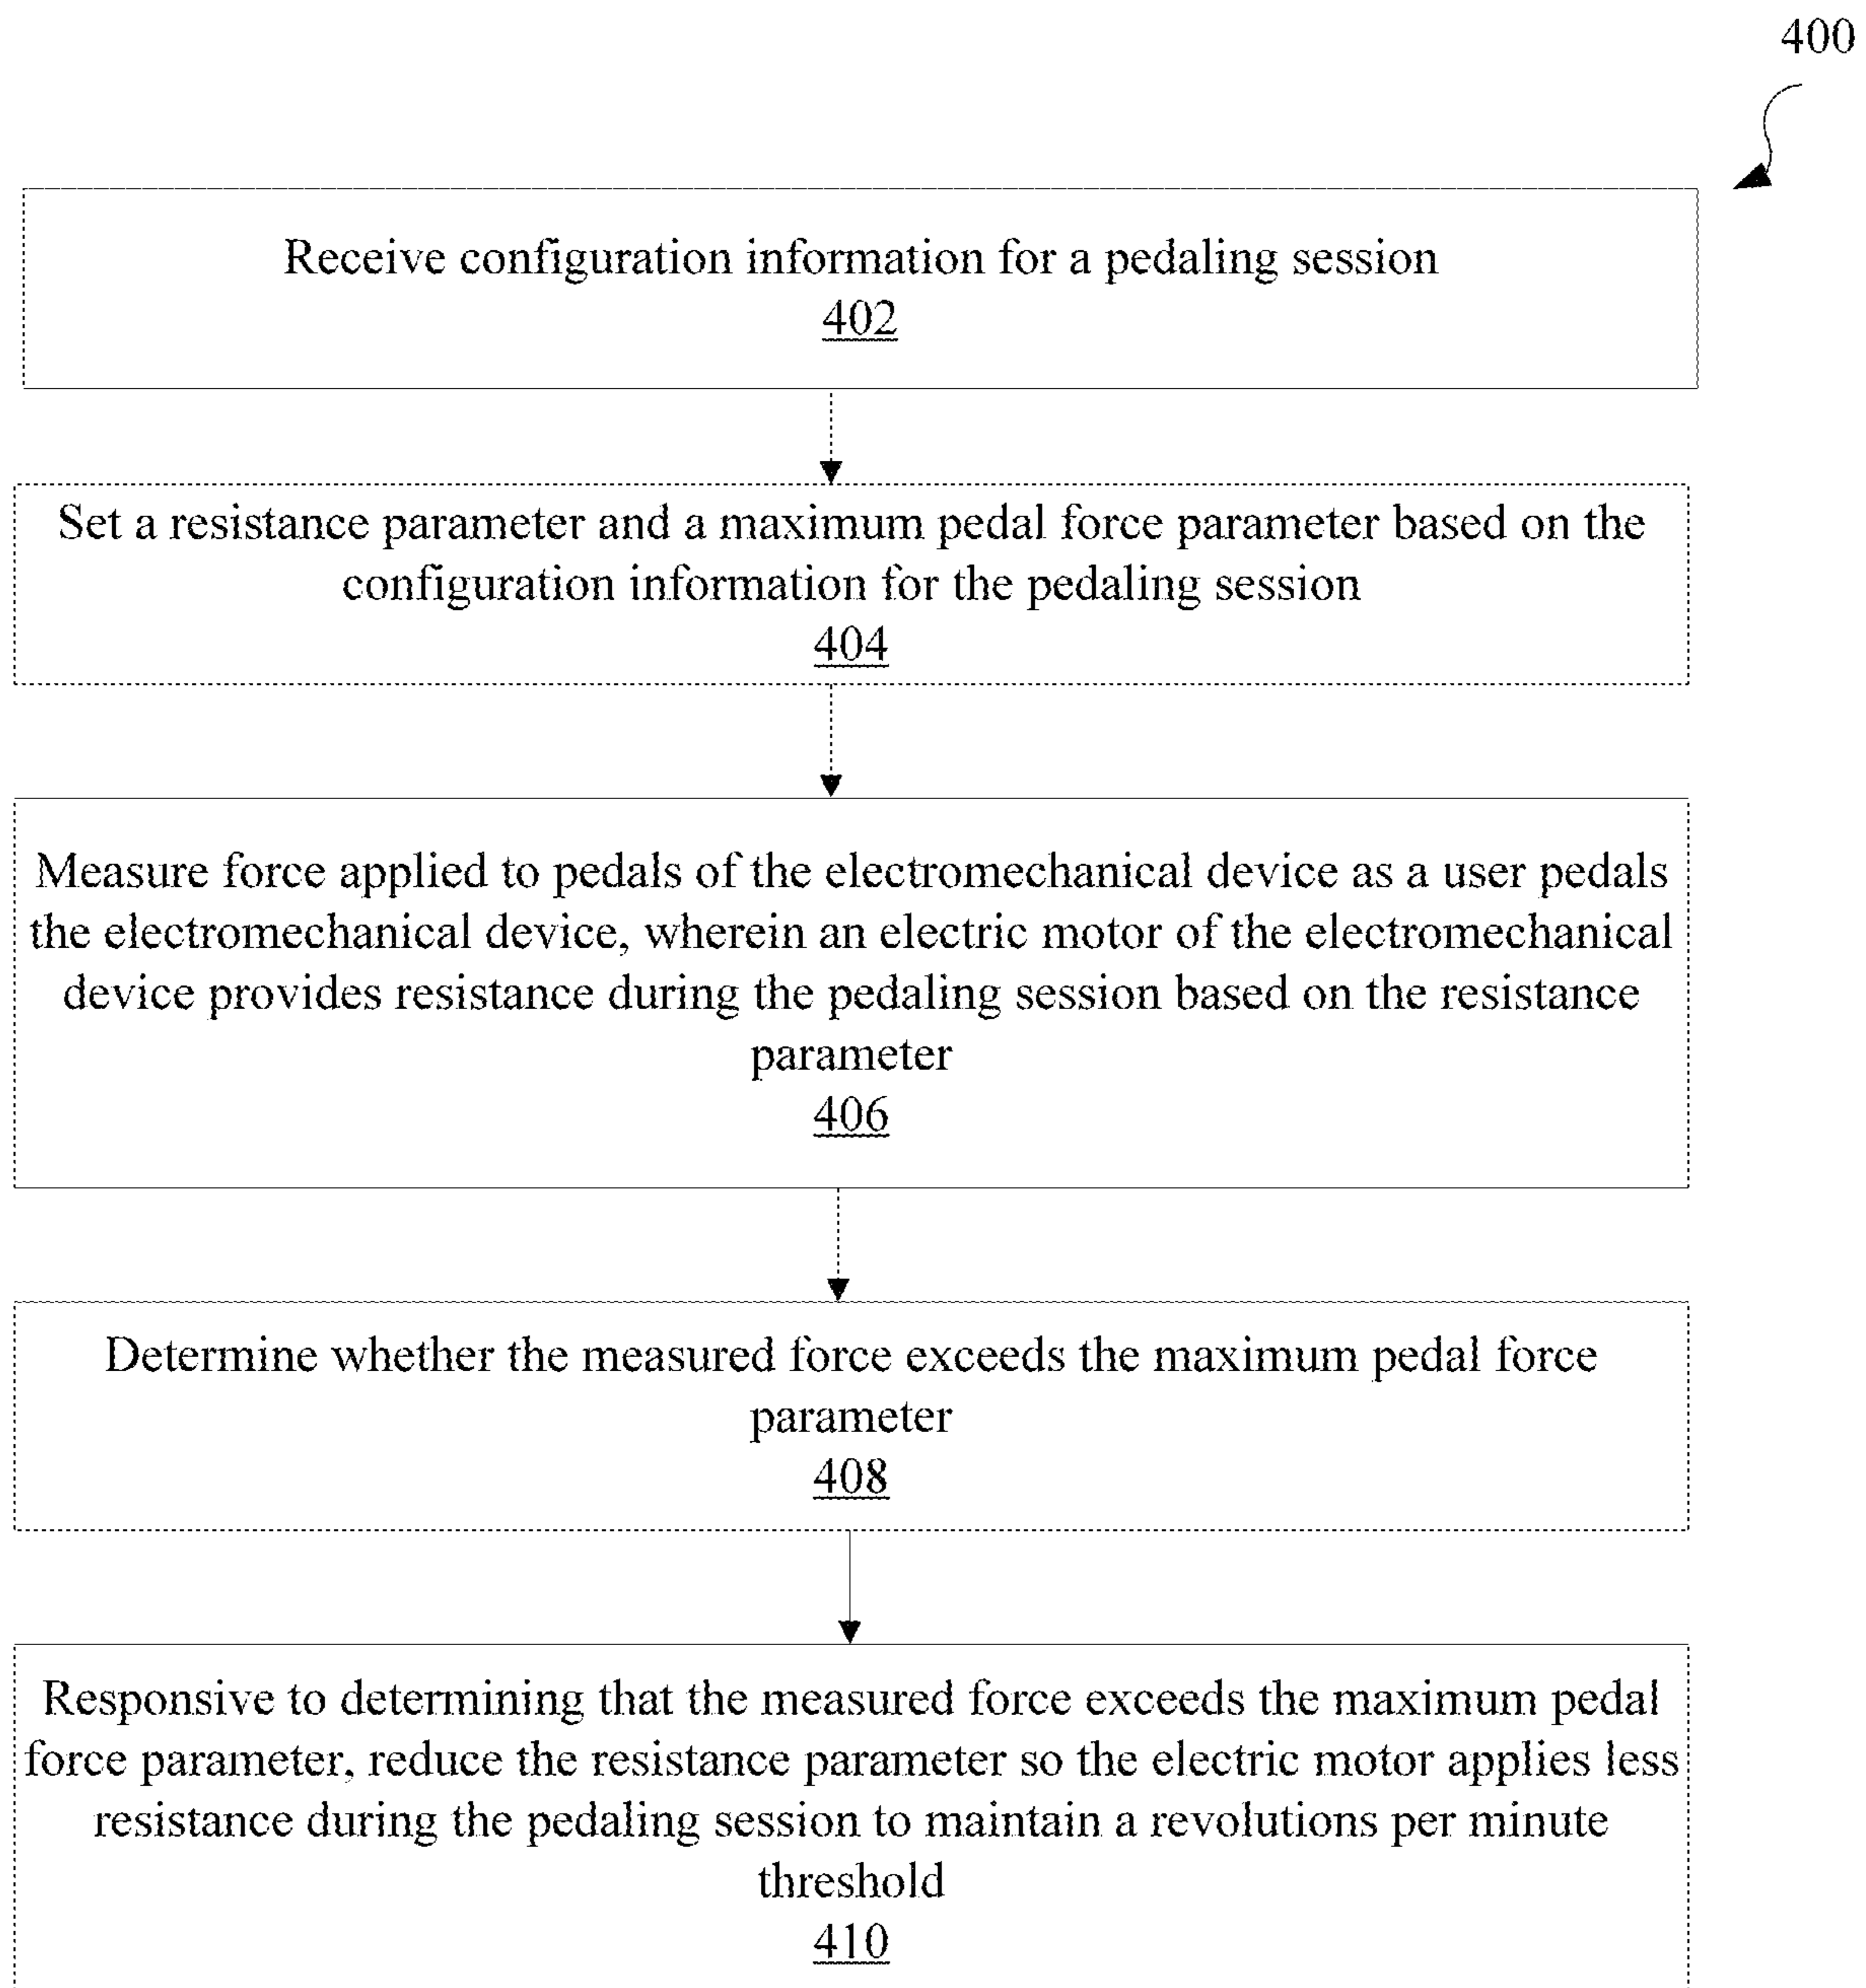 400
Receive configuration information for a pedaling session
402
Set a resistance parameter and a maximum pedal force parameter based on the
configuration information for the pedaling session
404
Measure force applied to pedals of the electromechanical device as a user pedals
the electromechanical device, wherein an electric motor of the electromechanical
device provides resistance during the pedaling session based on the resistance
parameter
406
Determine whether the measured force exceeds the maximum pedal force
parameter
408
Responsive to determining that the measured force exceeds the maximum pedal
force parameter, reduce the resistance parameter so the electric motor applies less
resistance during the pedaling session to maintain a revolutions per minute
threshold
410